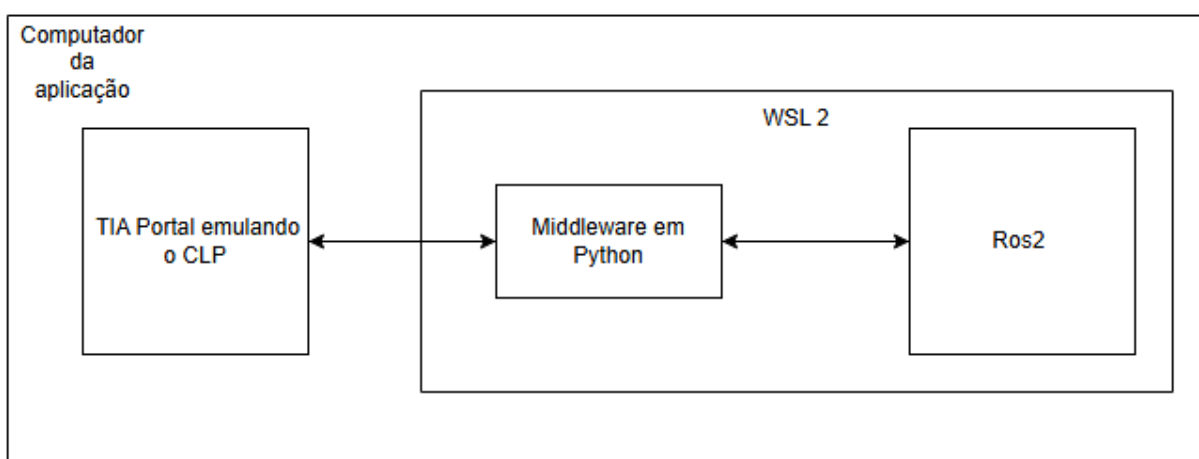 Computador
da
aplicação
WSL 2
TIA Portal emulando
o CLP
Middleware em
Python
Ros2